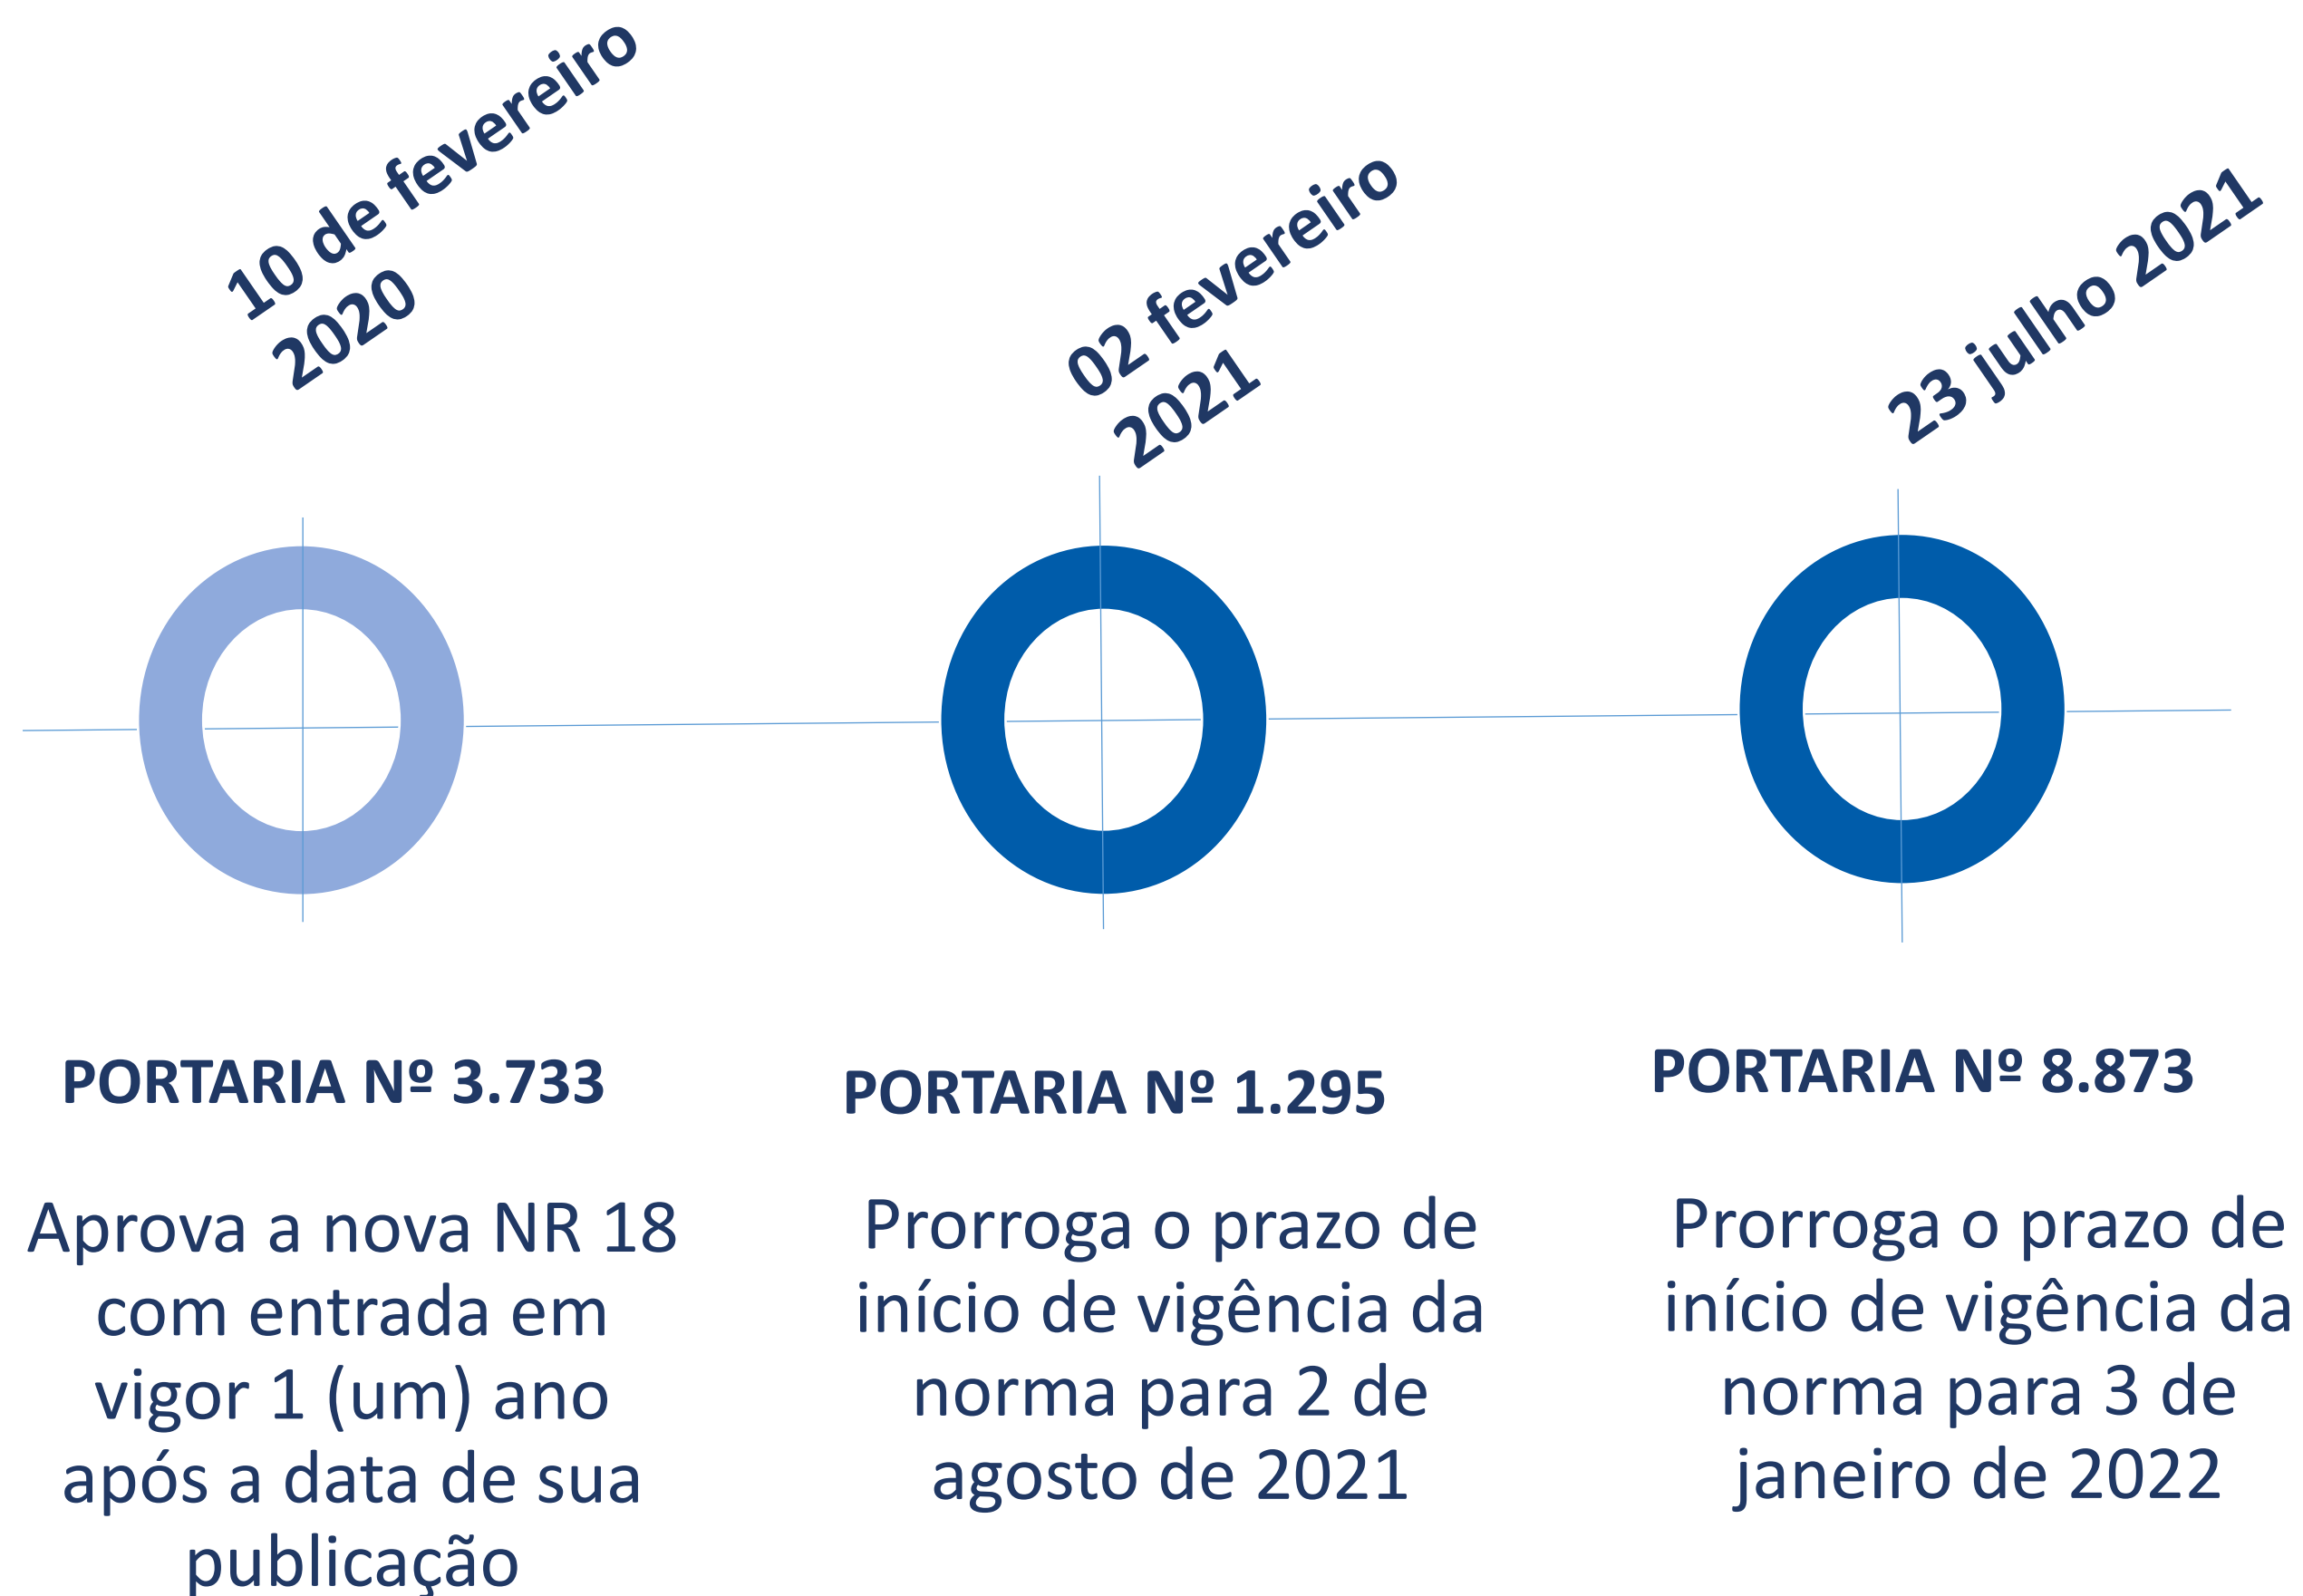 10 de fevereiro
2020
02 fevereiro
2021
23 julho 2021
PORTARIA Nº 3.733
Aprova a nova NR 18
com entrada em
vigor 1 (um) ano
após a data de sua
publicação
PORTARIA Nº 1.295
Prorroga o prazo de
início de vigência da
norma para 2 de
agosto de 2021
PORTARIA Nº 8.873
Prorroga o prazo de
início de vigência da
norma para 3 de
janeiro de 2022